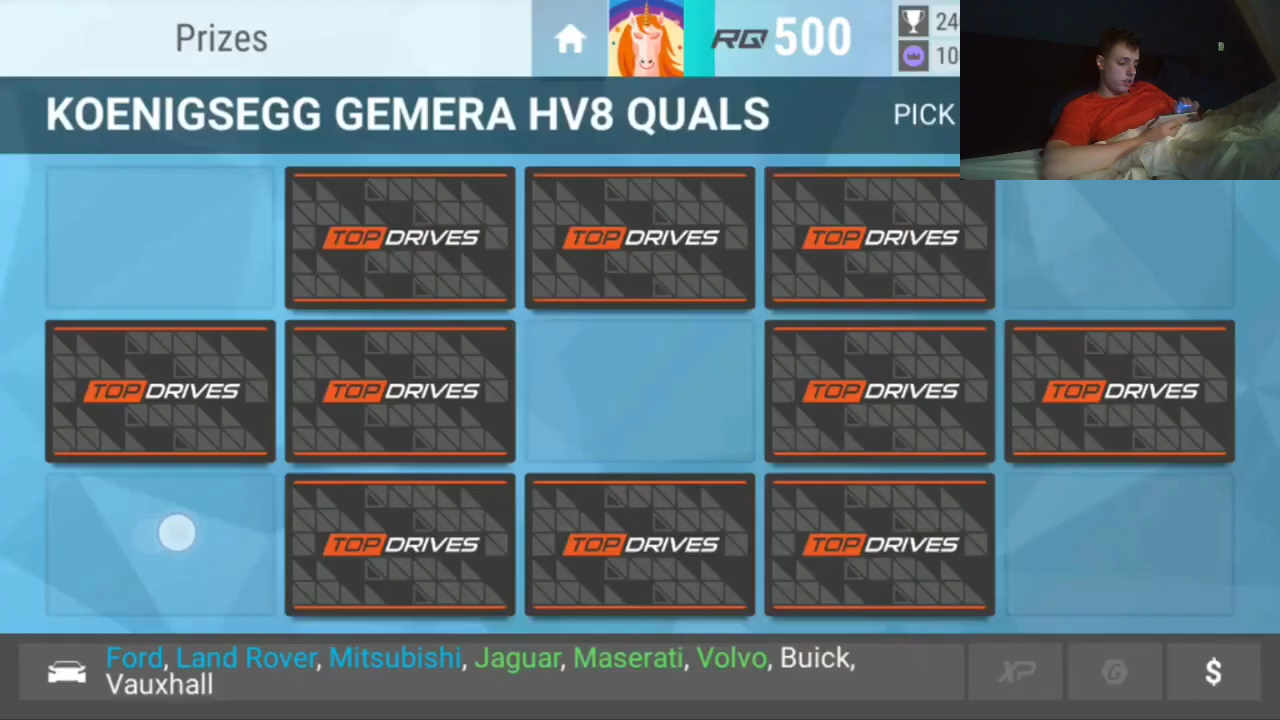 Prizes
RQ 500
24
10
KOENIGSEGG GEMERA HV8 QUALS
PICK
TOP DRIVES
TOP DRIVES
TOP DRIVES
TOP DRIVES
TOP DRIVES
TOP DRIVES
TOP DRIVES
TOP DRIVES
TOP DRIVES
TOP DRIVES
Ford, Land Rover, Mitsubishi, Jaguar, Maserati, Volvo, Buick,
Vauxhall
XP
G
$